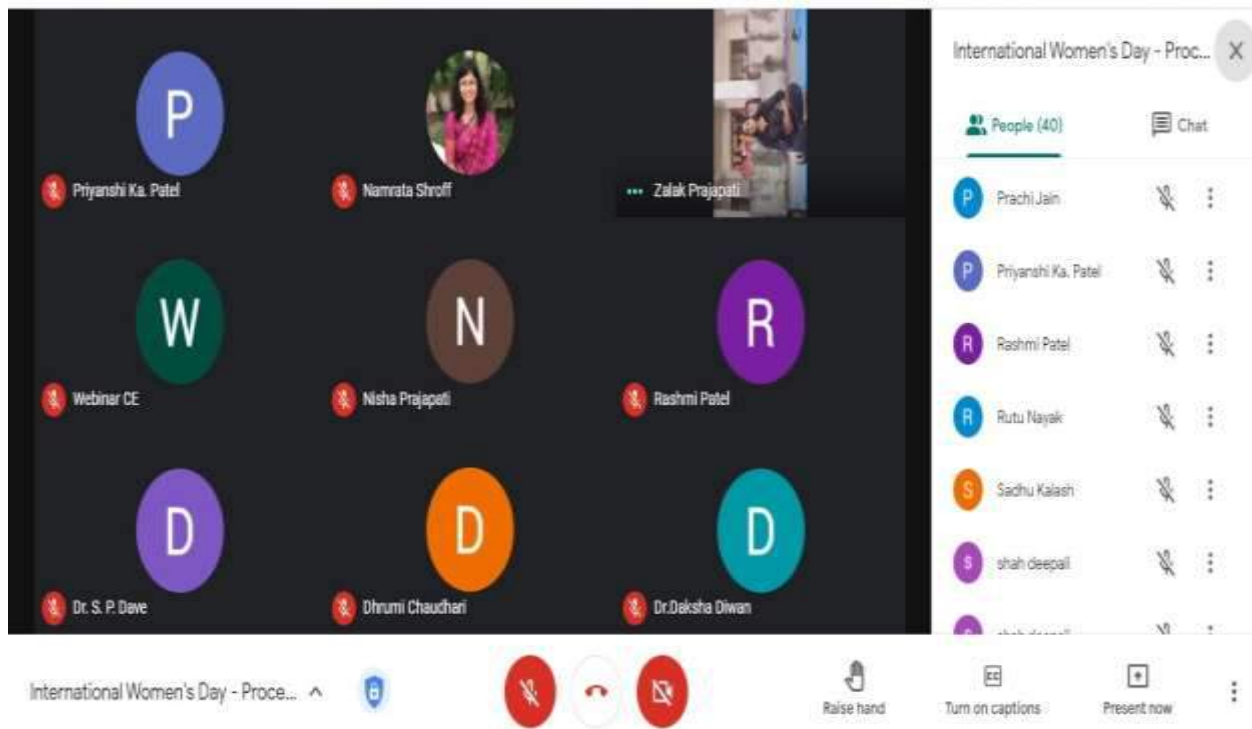 P
Priyanshi Ka. Patel
Namrata Shroff
Zalak Prajapati
W
Webinar CE
N
Nisha Prajapati
R
Rashmi Patel
D
Dr. S. P. Dave
D
Dhrumi Chaudhari
D
Dr.Daksha Diwan
International Women's Day - Proc... X
People (40) Chat
P Prachi Jain
P Priyanshi Ka. Patel
R Rashmi Patel
R Rutu Nayak
S Sadhu Kalash
s shah deepali
International Women's Day - Proce...
Raise hand
CC
Turn on captions
Present now